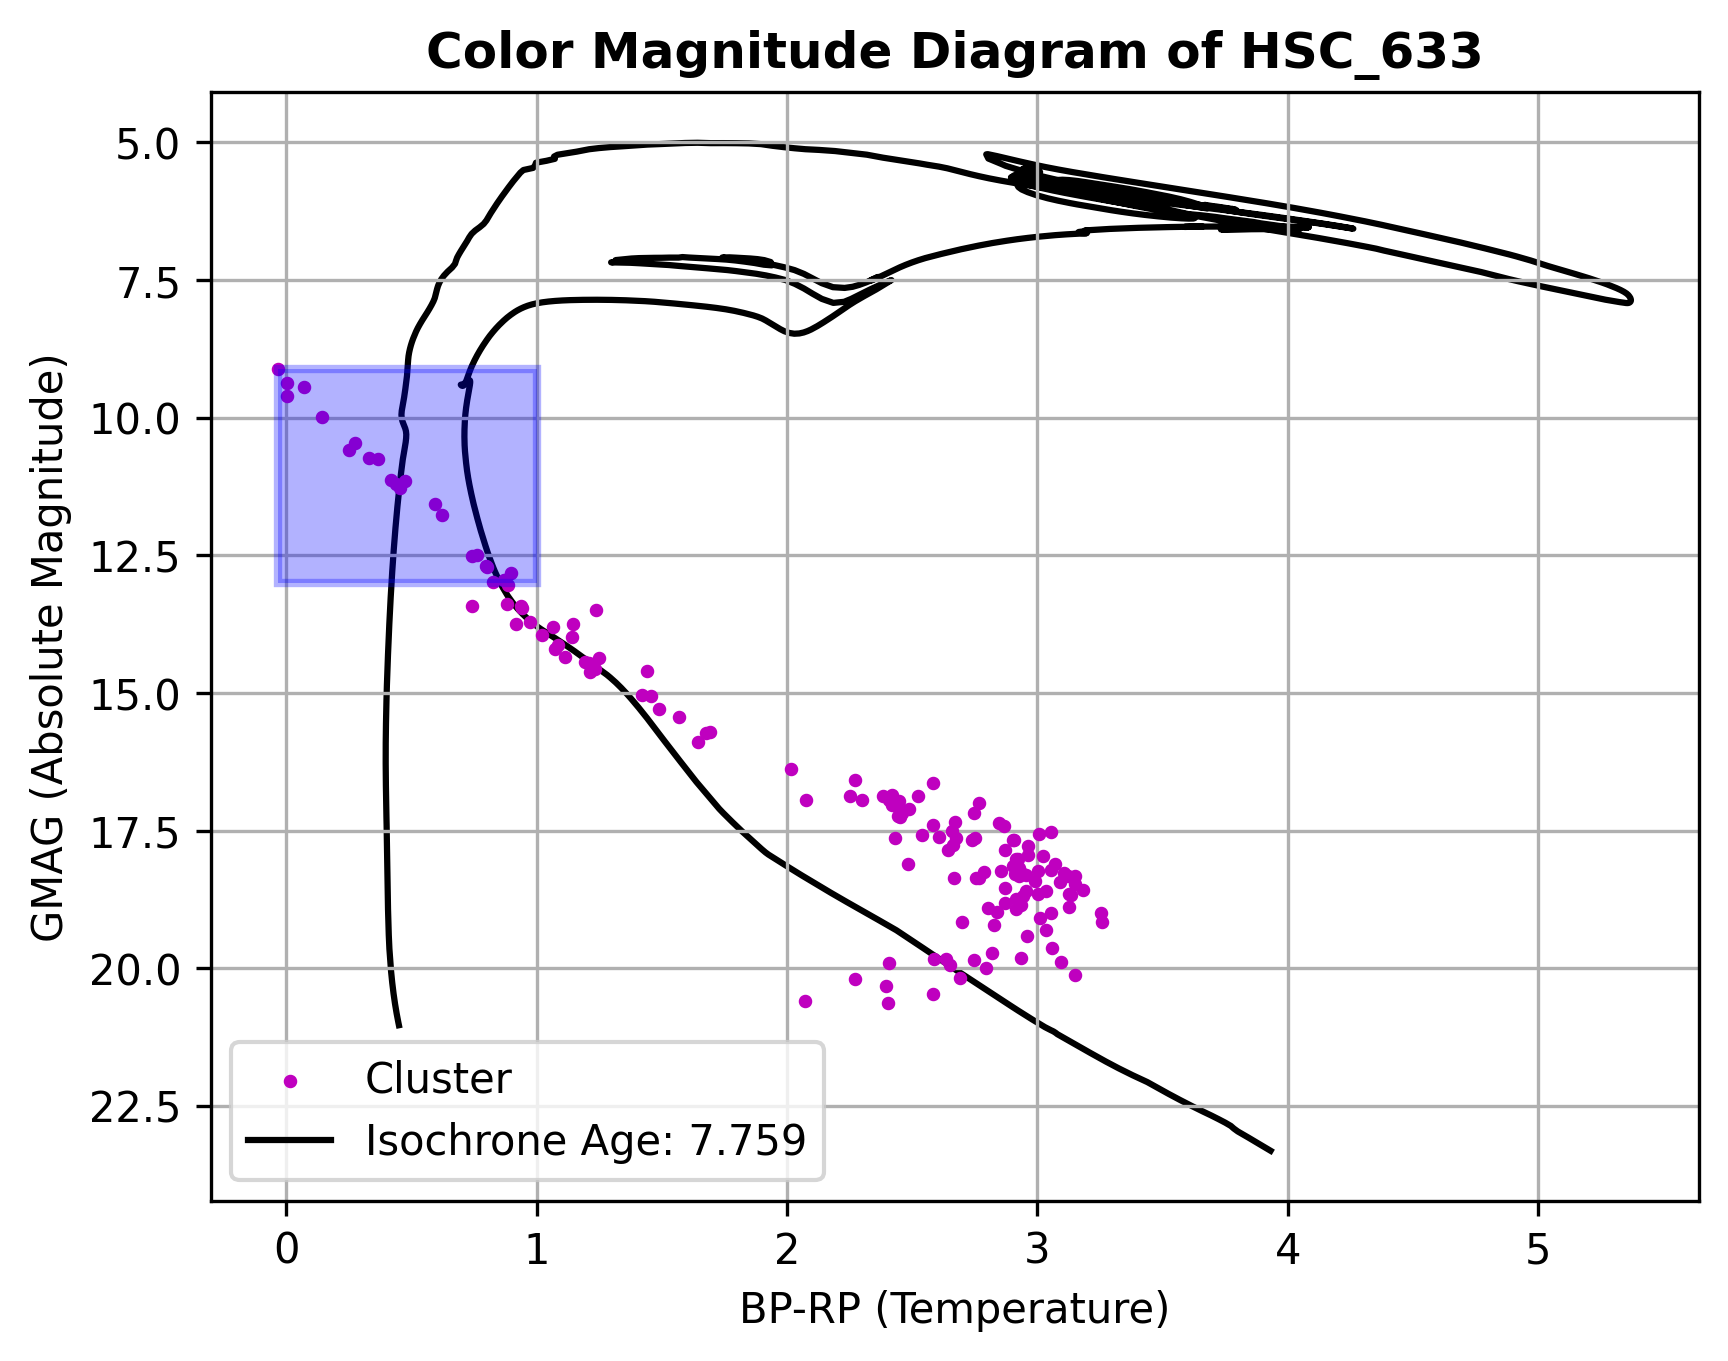 Color Magnitude Diagram of HSC_633
GMAG (Absolute Magnitude)
5.0
7.5
10.0
12.5
15.0
17.5
20.0
22.5
Cluster
Isochrone Age: 7.759
0 1 2 3 4 5
BP-RP (Temperature)